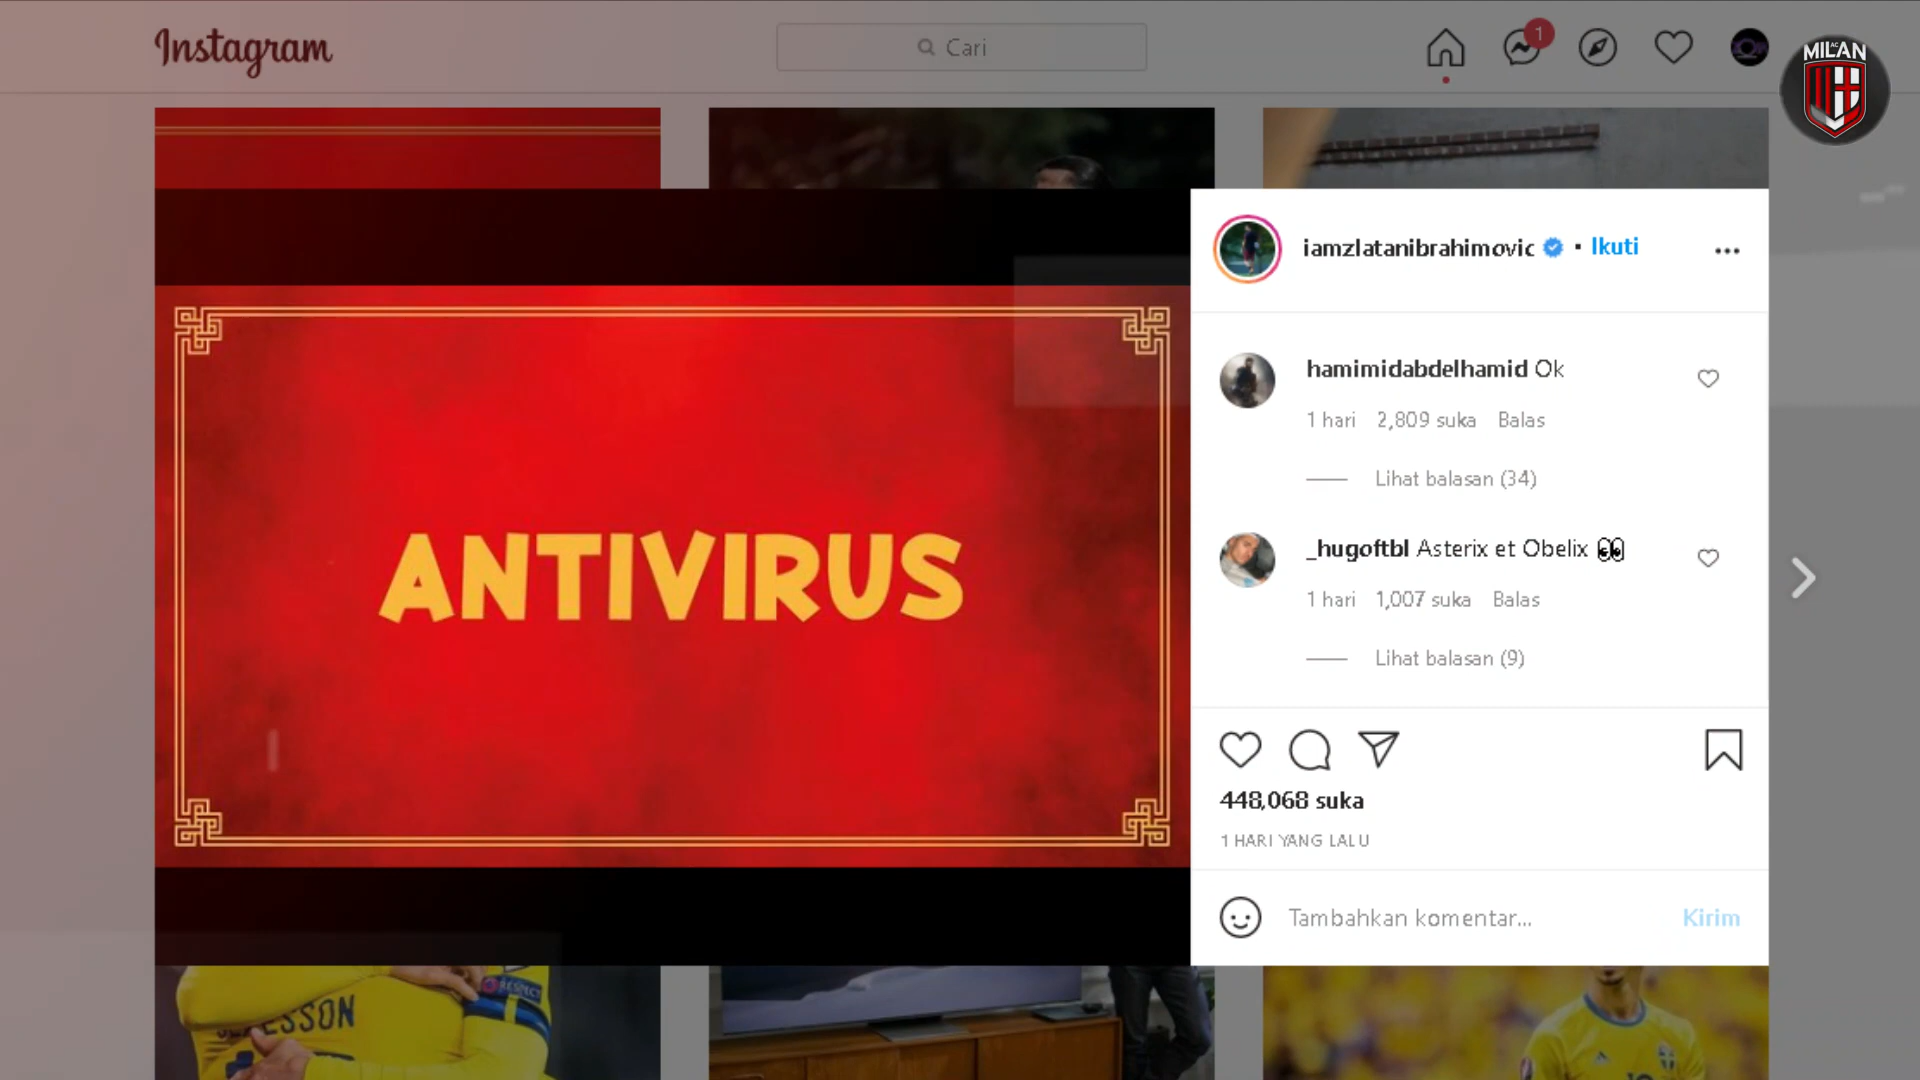 Instagram
Cari
1
AC
MILAN
iamzlatanibrahimovic • Ikuti
hamimidabdelhamid Ok
1 hari 2,809 suka Balas
Lihat balasan (34)
_hugoftbl Asterix et Obelix 👀
1 hari 1,007 suka Balas
Lihat balasan (9)
ANTIVIRUS
448,068 suka
1 HARI YANG LALU
Tambahkan komentar...
Kirim
RESPECT